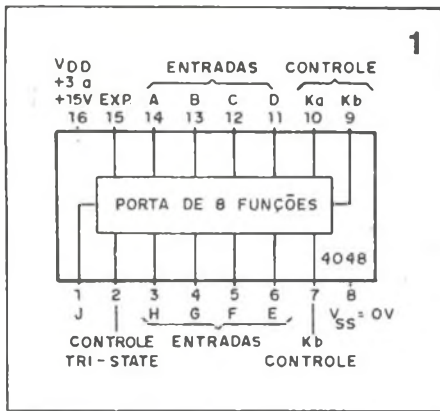 1
VDD ENTRADAS CONTROLE
+3 a
+15V EXP. A B C D Ka Kb
16 15 14 13 12 11 10 9
PORTA DE 8 FUNÇÕES
4048
1 2 3 4 5 6 7 8
J H G F E Kb VSS = 0V
CONTROLE ENTRADAS CONTROLE
TRI-STATE